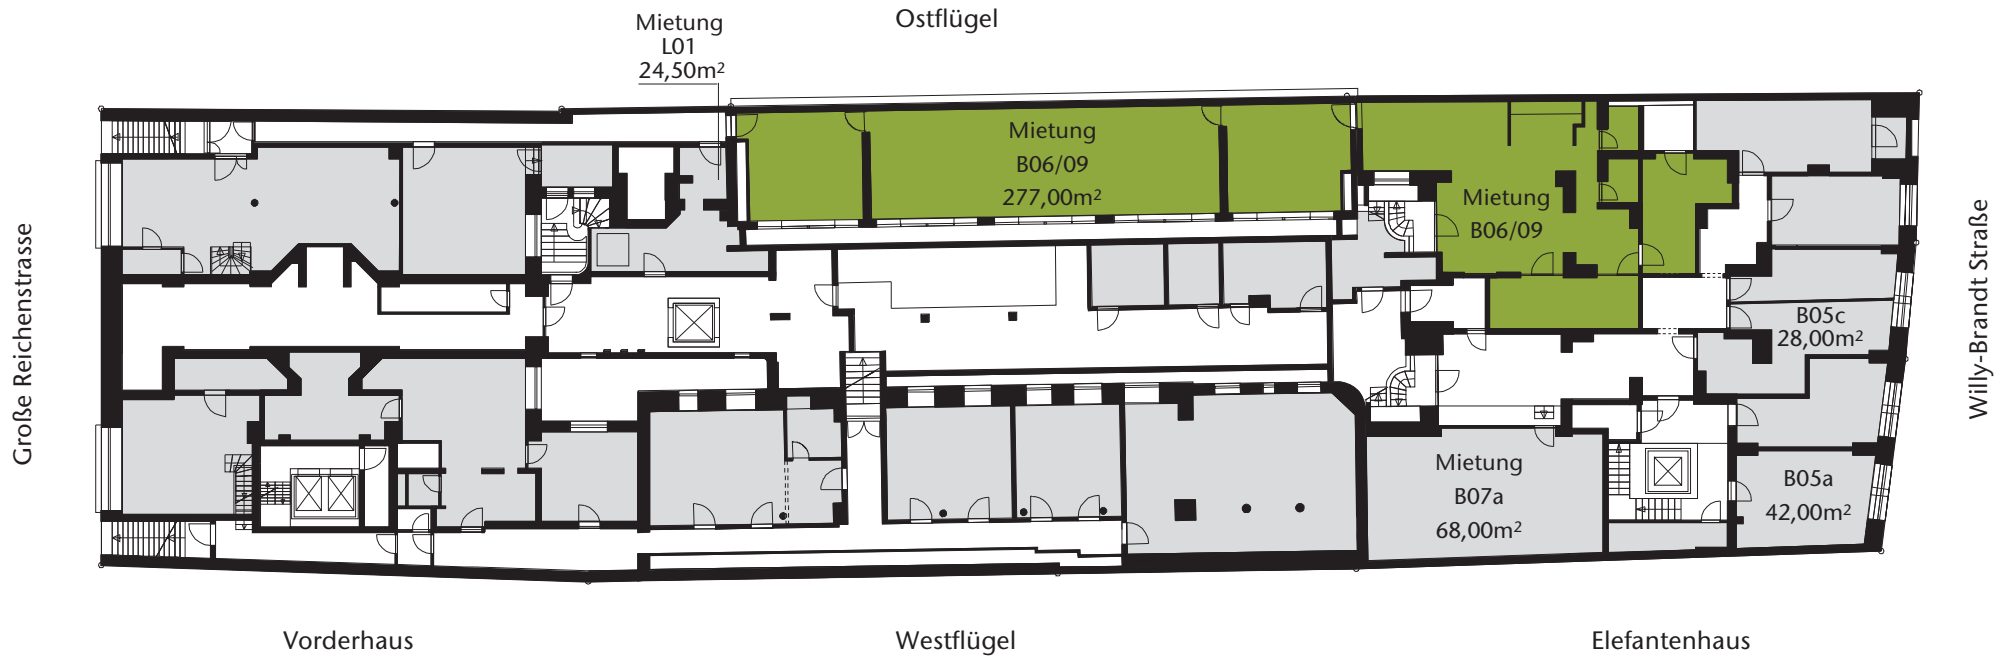 Ostflügel
Mietung
L01
24,50m²
Mietung
B06/09
277,00m²
Mietung
B06/09
Große Reichenstrasse
Willy-Brandt Straße
B05c
28,00m²
Mietung
B07a
68,00m²
B05a
42,00m²
Vorderhaus
Westflügel
Elefantenhaus